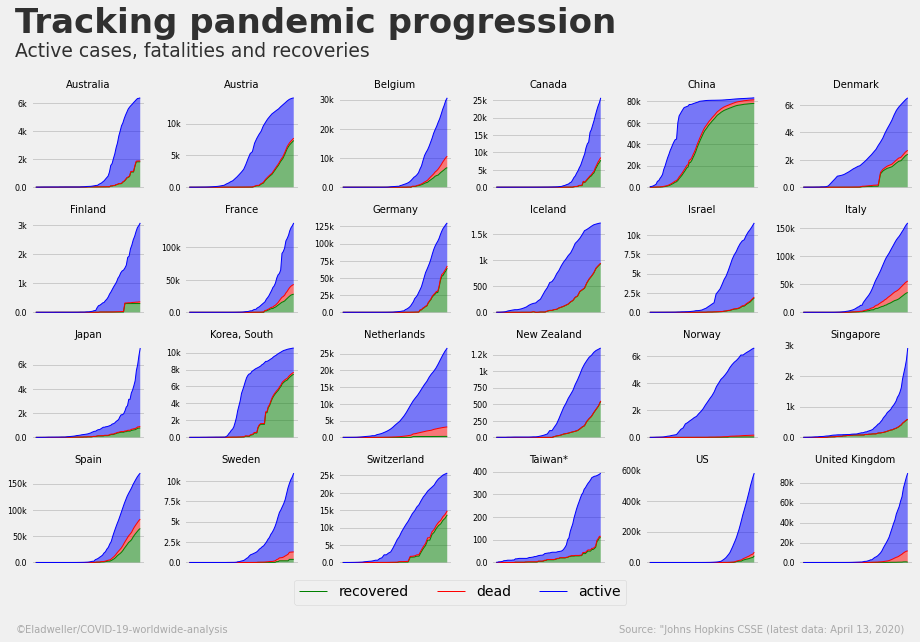 Tracking pandemic progression
Active cases, fatalities and recoveries
Australia
6k
4k
2k
0.0
Austria
10k
5k
0.0
Belgium
30k
20k
10k
0.0
Canada
25k
20k
15k
10k
5k
0.0
China
80k
60k
40k
20k
0.0
Denmark
6k
4k
2k
0.0
Finland
3k
2k
1k
0.0
France
100k
50k
0.0
Germany
125k
100k
75k
50k
25k
0.0
Iceland
1.5k
1k
500
0.0
Israel
10k
7.5k
5k
2.5k
0.0
Italy
150k
100k
50k
0.0
Japan
6k
4k
2k
0.0
Korea, South
10k
8k
6k
4k
2k
0.0
Netherlands
25k
20k
15k
10k
5k
0.0
New Zealand
1.2k
1k
750
500
250
0.0
Norway
6k
4k
2k
0.0
Singapore
3k
2k
1k
0.0
Spain
150k
100k
50k
0.0
Sweden
10k
7.5k
5k
2.5k
0.0
Switzerland
25k
20k
15k
10k
5k
0.0
Taiwan*
400
300
200
100
0.0
US
600k
400k
200k
0.0
United Kingdom
80k
60k
40k
20k
0.0
recovered dead active
©Eladweller/COVID-19-worldwide-analysis
Source: "Johns Hopkins CSSE (latest data: April 13, 2020)